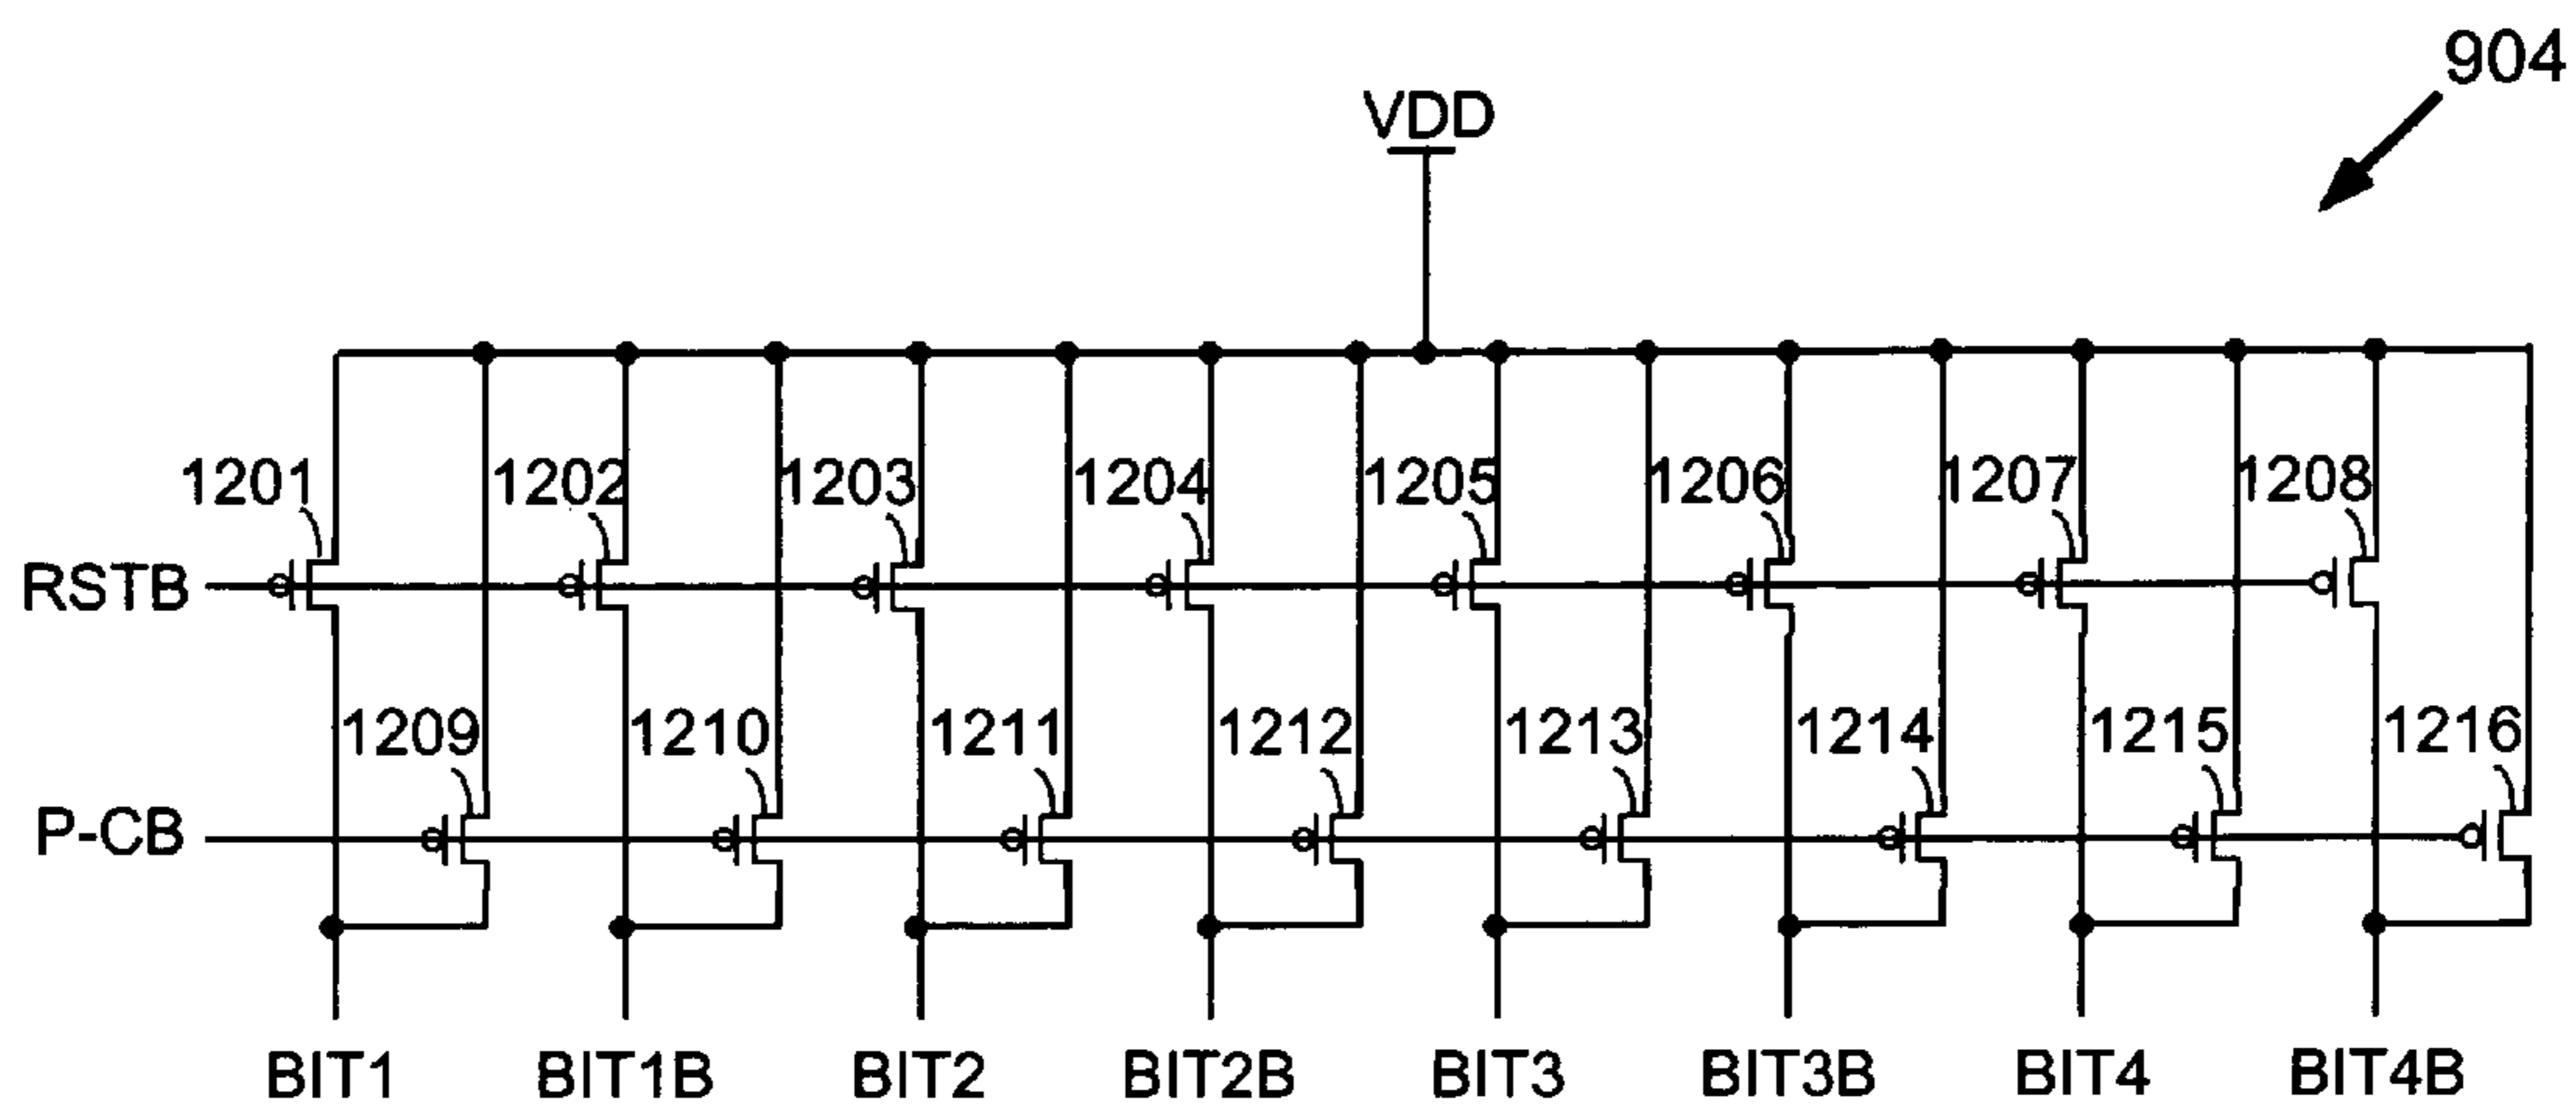 904
VDD
1201 1202 1203 1204 1205 1206 1207 1208
RSTB
1209 1210 1211 1212 1213 1214 1215 1216
P-CB
BIT1 BIT1B BIT2 BIT2B BIT3 BIT3B BIT4 BIT4B